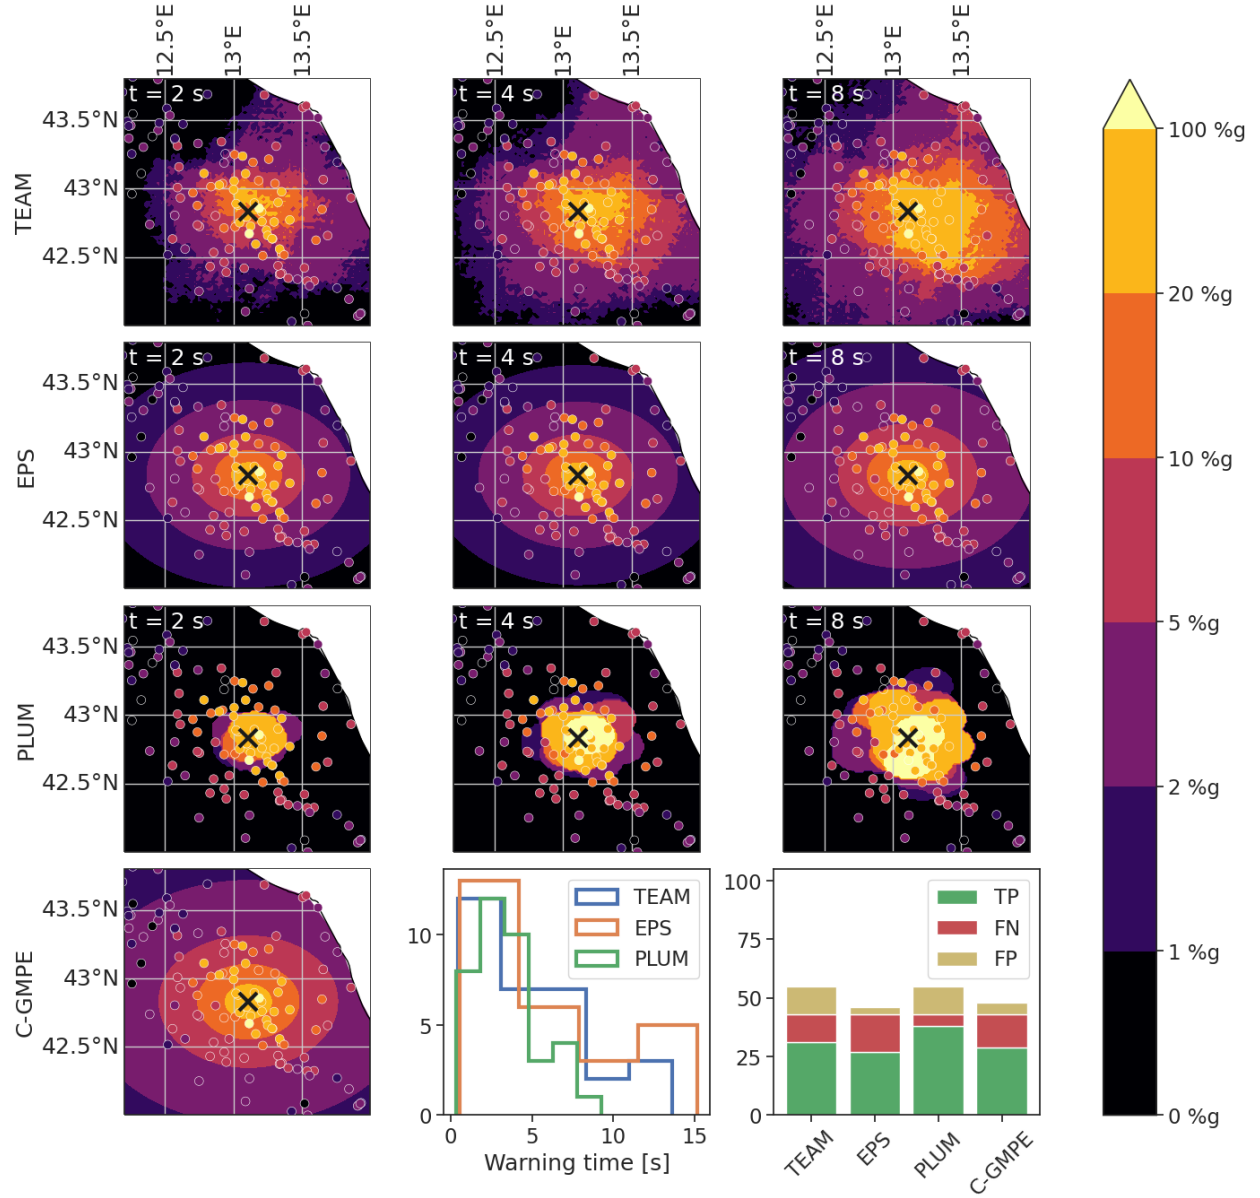 12.5°E 13°E 13.5°E 12.5°E 13°E 13.5°E 12.5°E 13°E 13.5°E
TEAM
43.5°N
43°N
42.5°N
t = 2 s
t = 4 s
t = 8 s
EPS
43.5°N
43°N
42.5°N
t = 2 s
t = 4 s
t = 8 s
PLUM
43.5°N
43°N
42.5°N
t = 2 s
t = 4 s
t = 8 s
C-GMPE
43.5°N
43°N
42.5°N
TEAM
EPS
PLUM
10
5
0
0 5 10 15
Warning time [s]
TP
FN
FP
100
75
50
25
0
TEAM EPS PLUM C-GMPE
100 %g
20 %g
10 %g
5 %g
2 %g
1 %g
0 %g